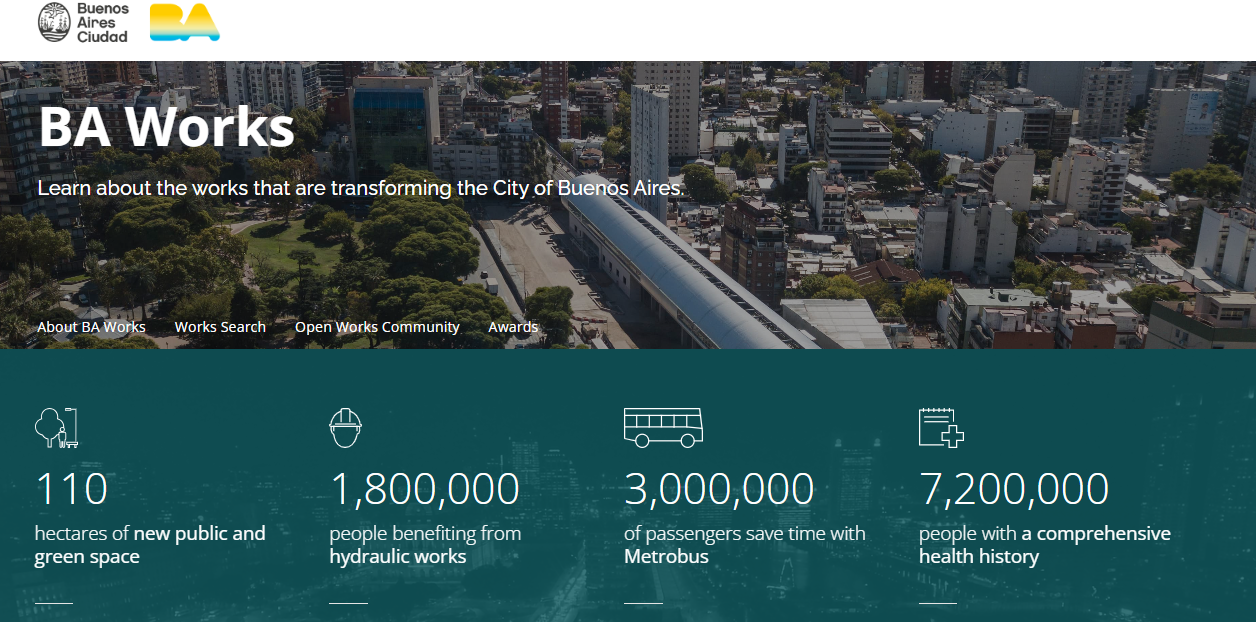 Buenos
Aires
Ciudad
BA
BA Works
Learn about the works that are transforming the City of Buenos Aires.
About BA Works
Works Search
Open Works Community
Awards
110
hectares of new public and
green space
1,800,000
people benefiting from
hydraulic works
3,000,000
of passengers save time with
Metrobus
7,200,000
people with a comprehensive
health history